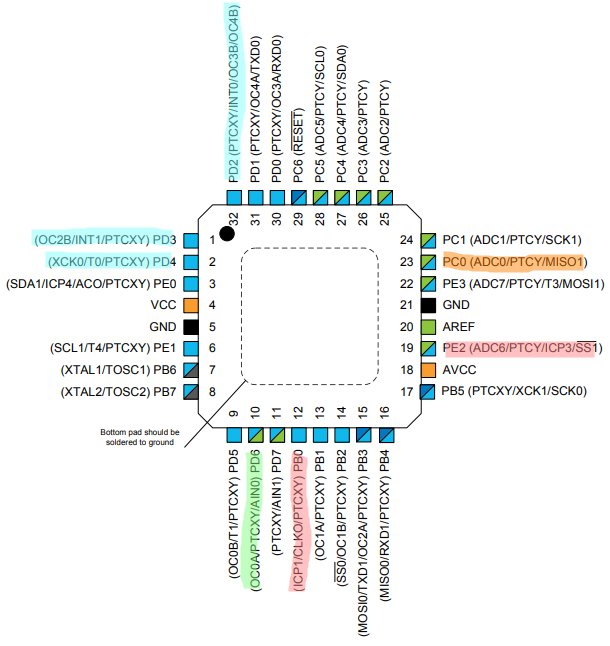 PD2 (PTCXY/INT0/OC3B/OC4B)
PD1 (PTCXY/OC4A/TXD0)
PD0 (PTCXY/OC3A/RXD0)
PC6 (RESET)
PC5 (ADC5/PTCY/SCL0)
PC4 (ADC4/PTCY/SDA0)
PC3 (ADC3/PTCY)
PC2 (ADC2/PTCY)
32
31
30
29
28
27
26
25
(OC2B/INT1/PTCXY) PD3
1
(XCK0/T0/PTCXY) PD4
2
(SDA1/ICP4/ACO/PTCXY) PE0
3
VCC
4
GND
5
(SCL1/T4/PTCXY) PE1
6
(XTAL1/TOSC1) PB6
7
(XTAL2/TOSC2) PB7
8
24
PC1 (ADC1/PTCY/SCK1)
23
PC0 (ADC0/PTCY/MISO1)
22
PE3 (ADC7/PTCY/T3/MOSI1)
21
GND
20
AREF
19
PE2 (ADC6/PTCY/ICP3/SS1)
18
AVCC
17
PB5 (PTCXY/XCK1/SCK0)
Bottom pad should be
soldered to ground
9
10
11
12
13
14
15
16
(OC0B/T1/PTCXY) PD5
(OC0A/PTCXY/AIN0) PD6
(PTCXY/AIN1) PD7
(ICP1/CLKO/PTCXY) PB0
(OC1A/PTCXY) PB1
(SS0/OC1B/PTCXY) PB2
(MOSI0/TXD1/OC2A/PTCXY) PB3
(MISO0/RXD1/PTCXY) PB4